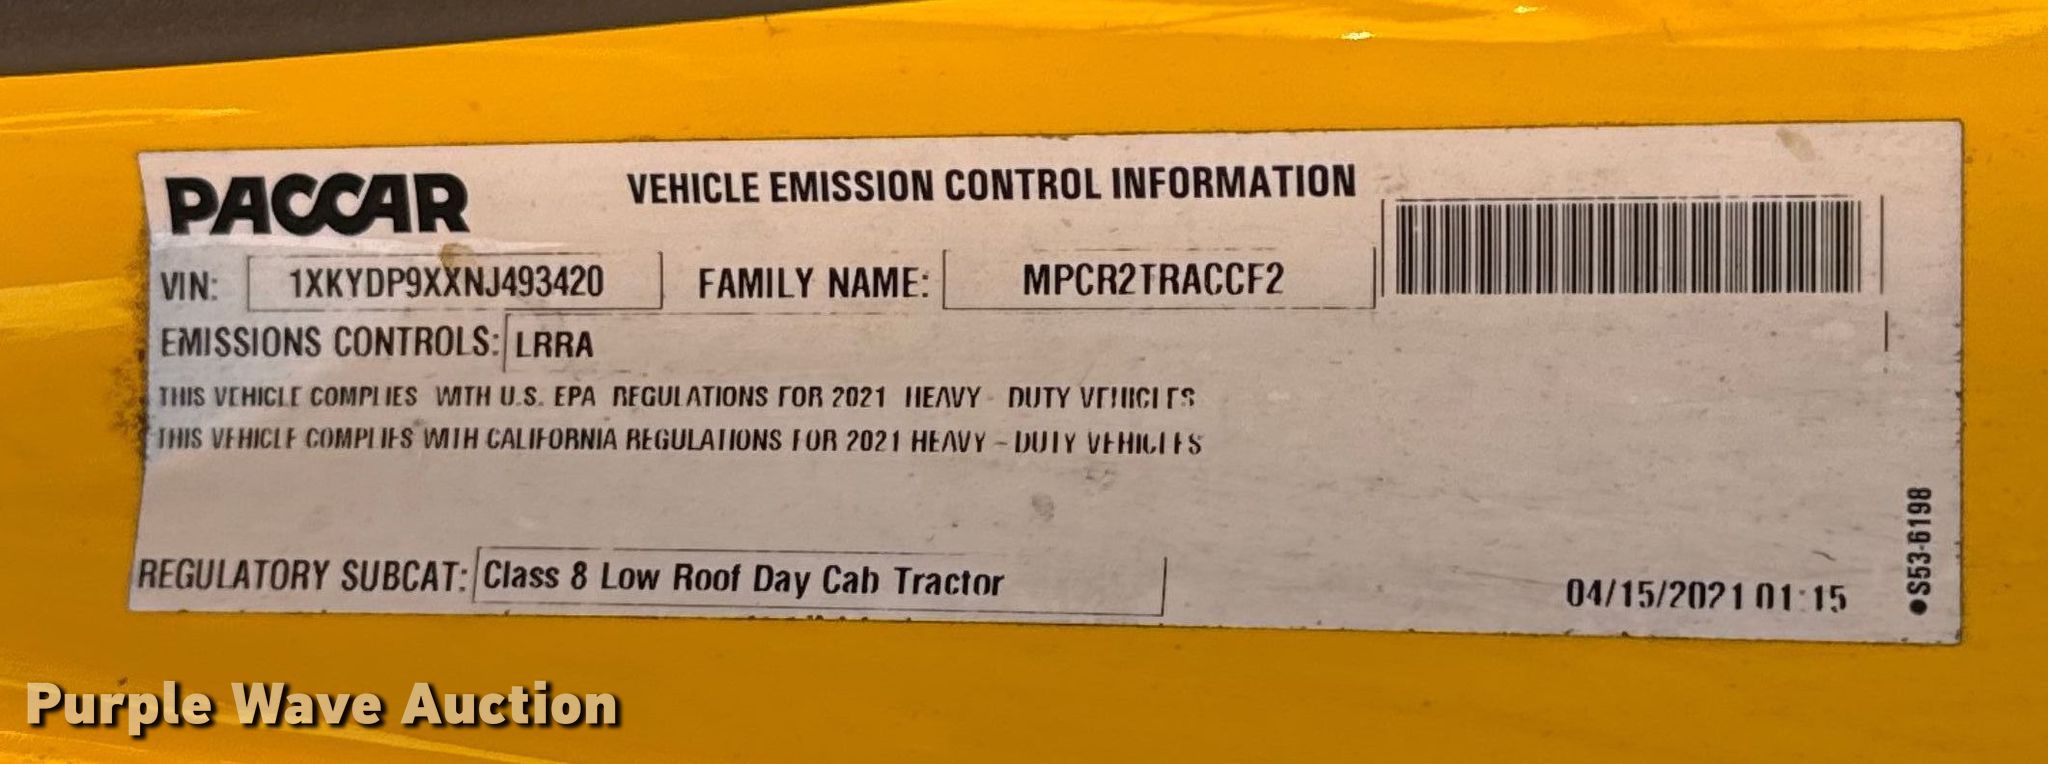 PACCAR VEHICLE EMISSION CONTROL INFORMATION
VIN: 1XKYDP9XXNJ493420 FAMILY NAME: MPCR2TRACCF2
EMISSIONS CONTROLS: LRRA
THIS VEHICLE COMPLIES WITH U.S. EPA REGULATIONS FOR 2021 HEAVY - DUTY VEHICLES
THIS VEHICLE COMPLIES WITH CALIFORNIA REGULATIONS FOR 2021 HEAVY - DUTY VEHICLES
REGULATORY SUBCAT: Class 8 Low Roof Day Cab Tractor
04/15/2021 01:15
●S53-6198
Purple Wave Auction